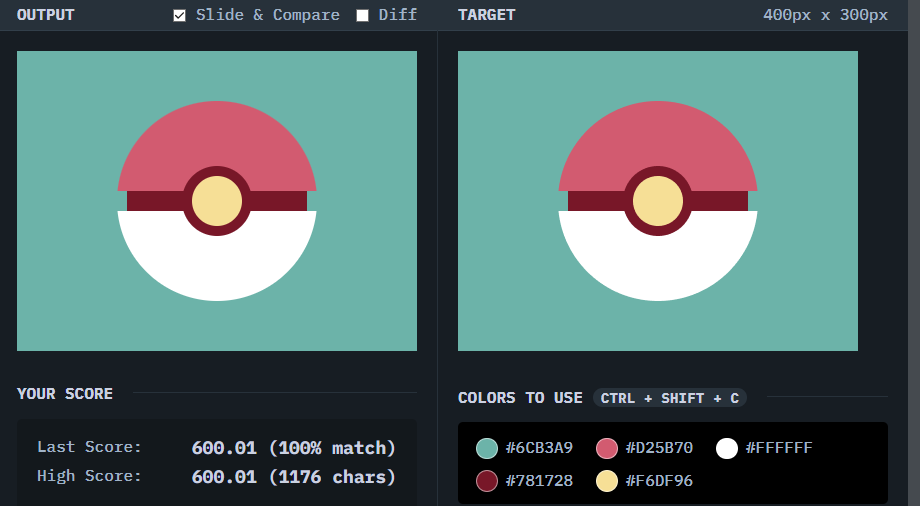 OUTPUT
Slide & Compare
Diff
TARGET
400px x 300px
YOUR SCORE
Last Score: 600.01 (100% match)
High Score: 600.01 (1176 chars)
COLORS TO USE CTRL + SHIFT + C
#6CB3A9 #D25B70 #FFFFFF
#781728 #F6DF96